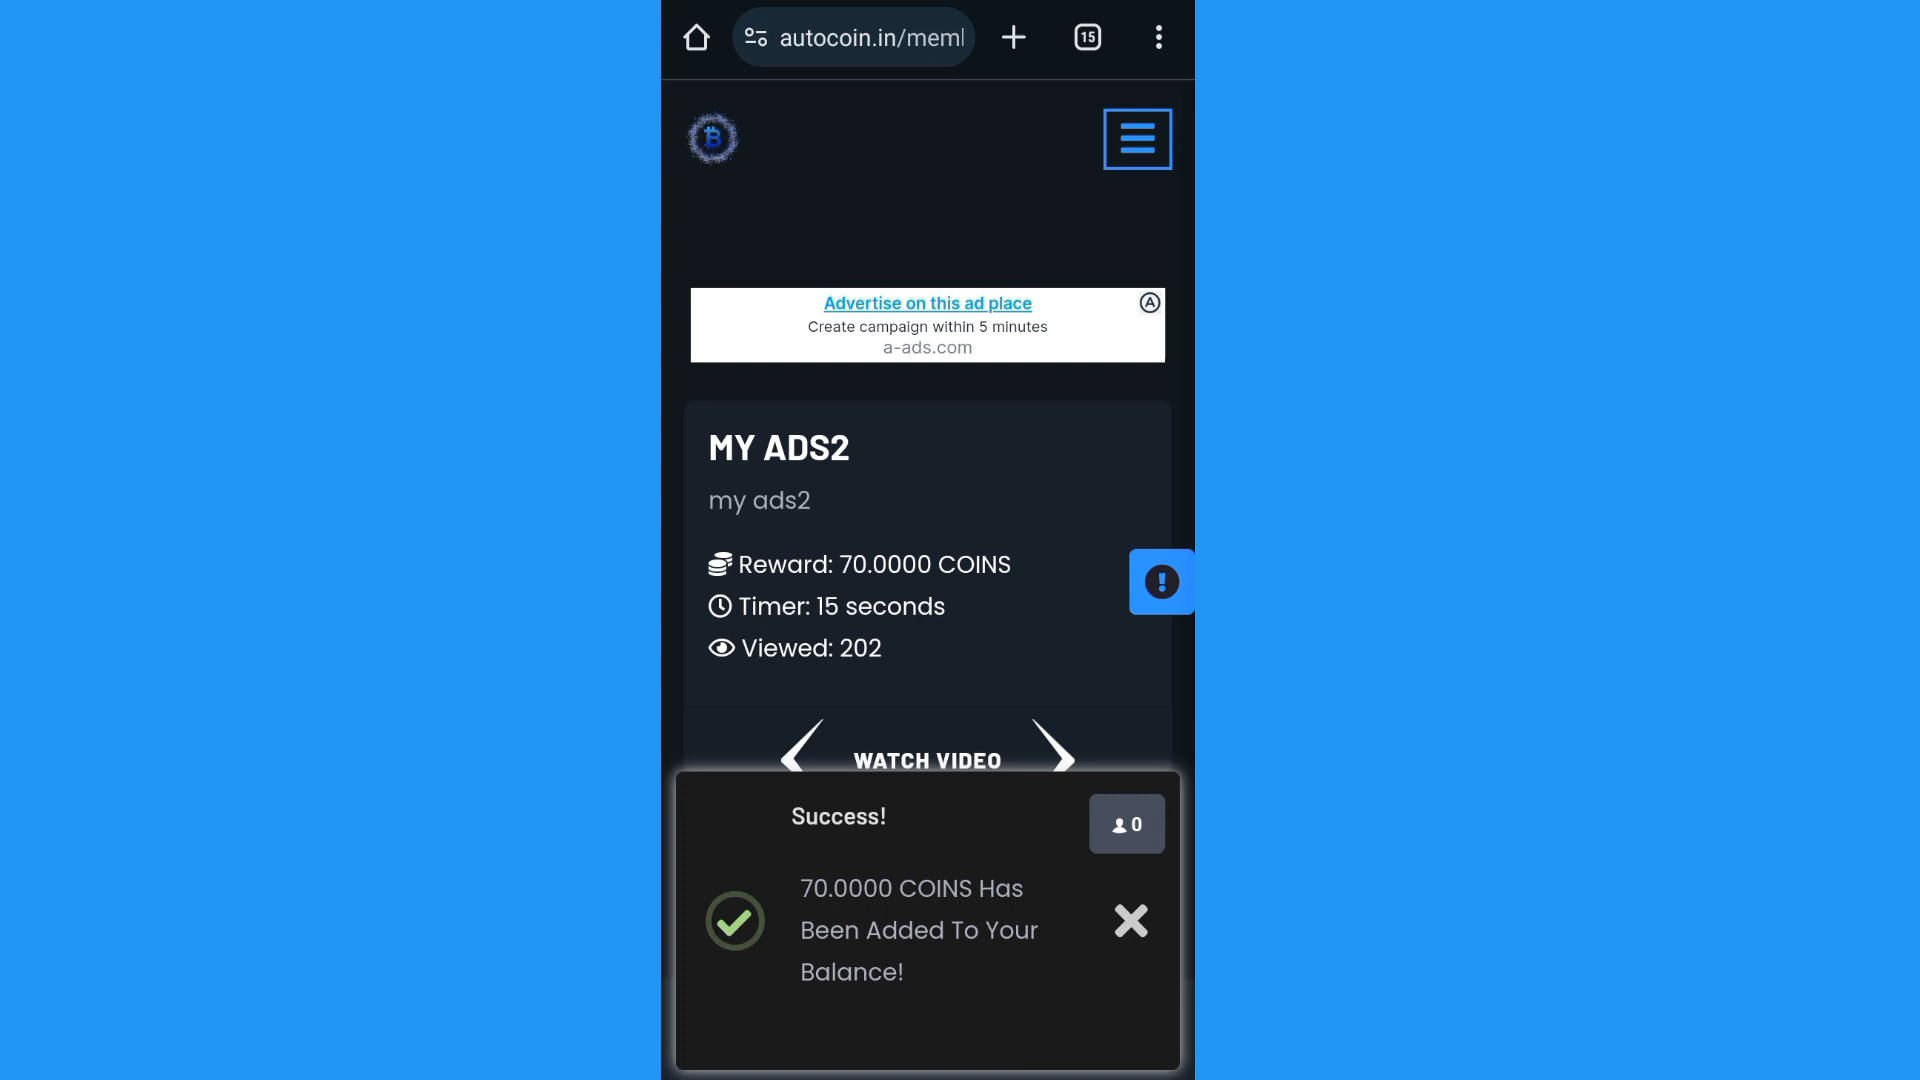 autocoin.in/mem
15
Advertise on this ad place
Create campaign within 5 minutes
a-ads.com
MY ADS2
my ads2
Reward: 70.0000 COINS
Timer: 15 seconds
Viewed: 202
WATCH VIDEO
Success!
0
70.0000 COINS Has
Been Added To Your
Balance!